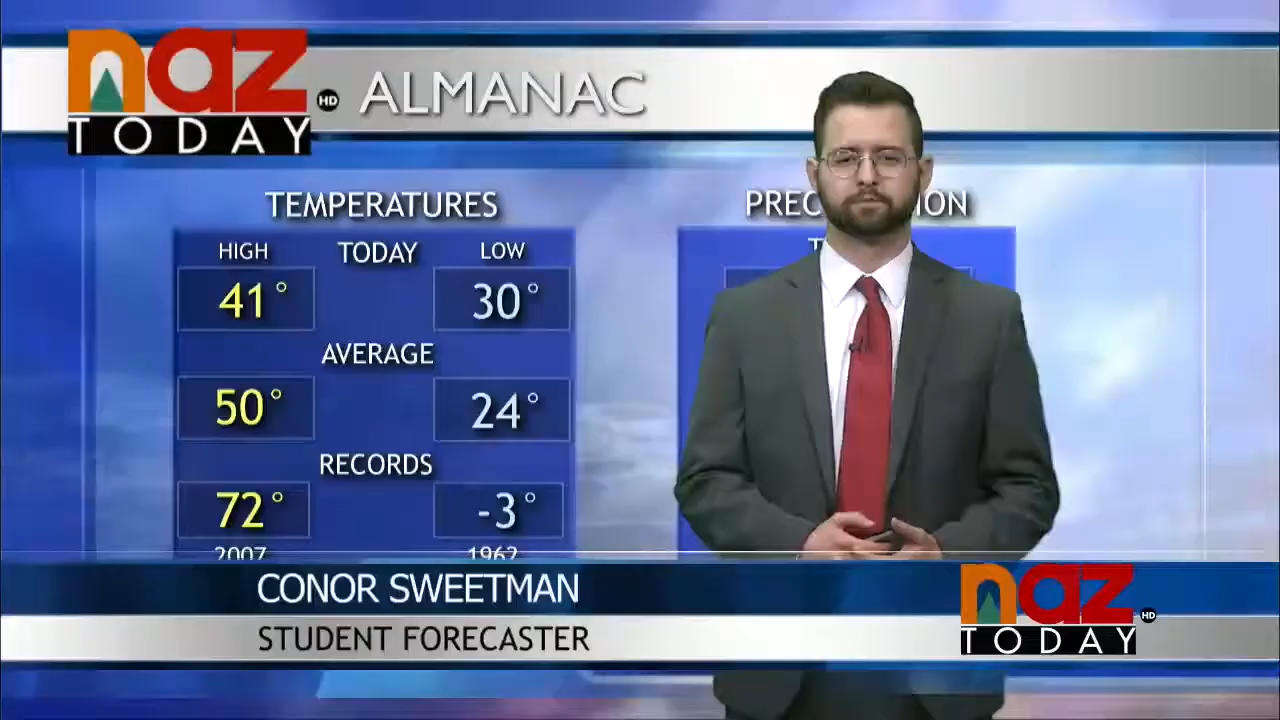 naz HD
TODAY
ALMANAC
TEMPERATURES
HIGH TODAY LOW
41° 30°
AVERAGE
50° 24°
RECORDS
72° -3°
2007 1962
CONOR SWEETMAN
STUDENT FORECASTER
naz HD
TODAY